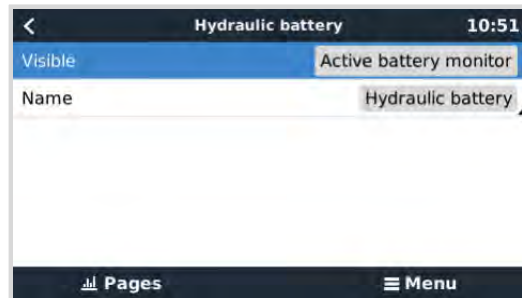 Hydraulic battery 10:51
Visible Active battery monitor
Name Hydraulic battery
Pages Menu